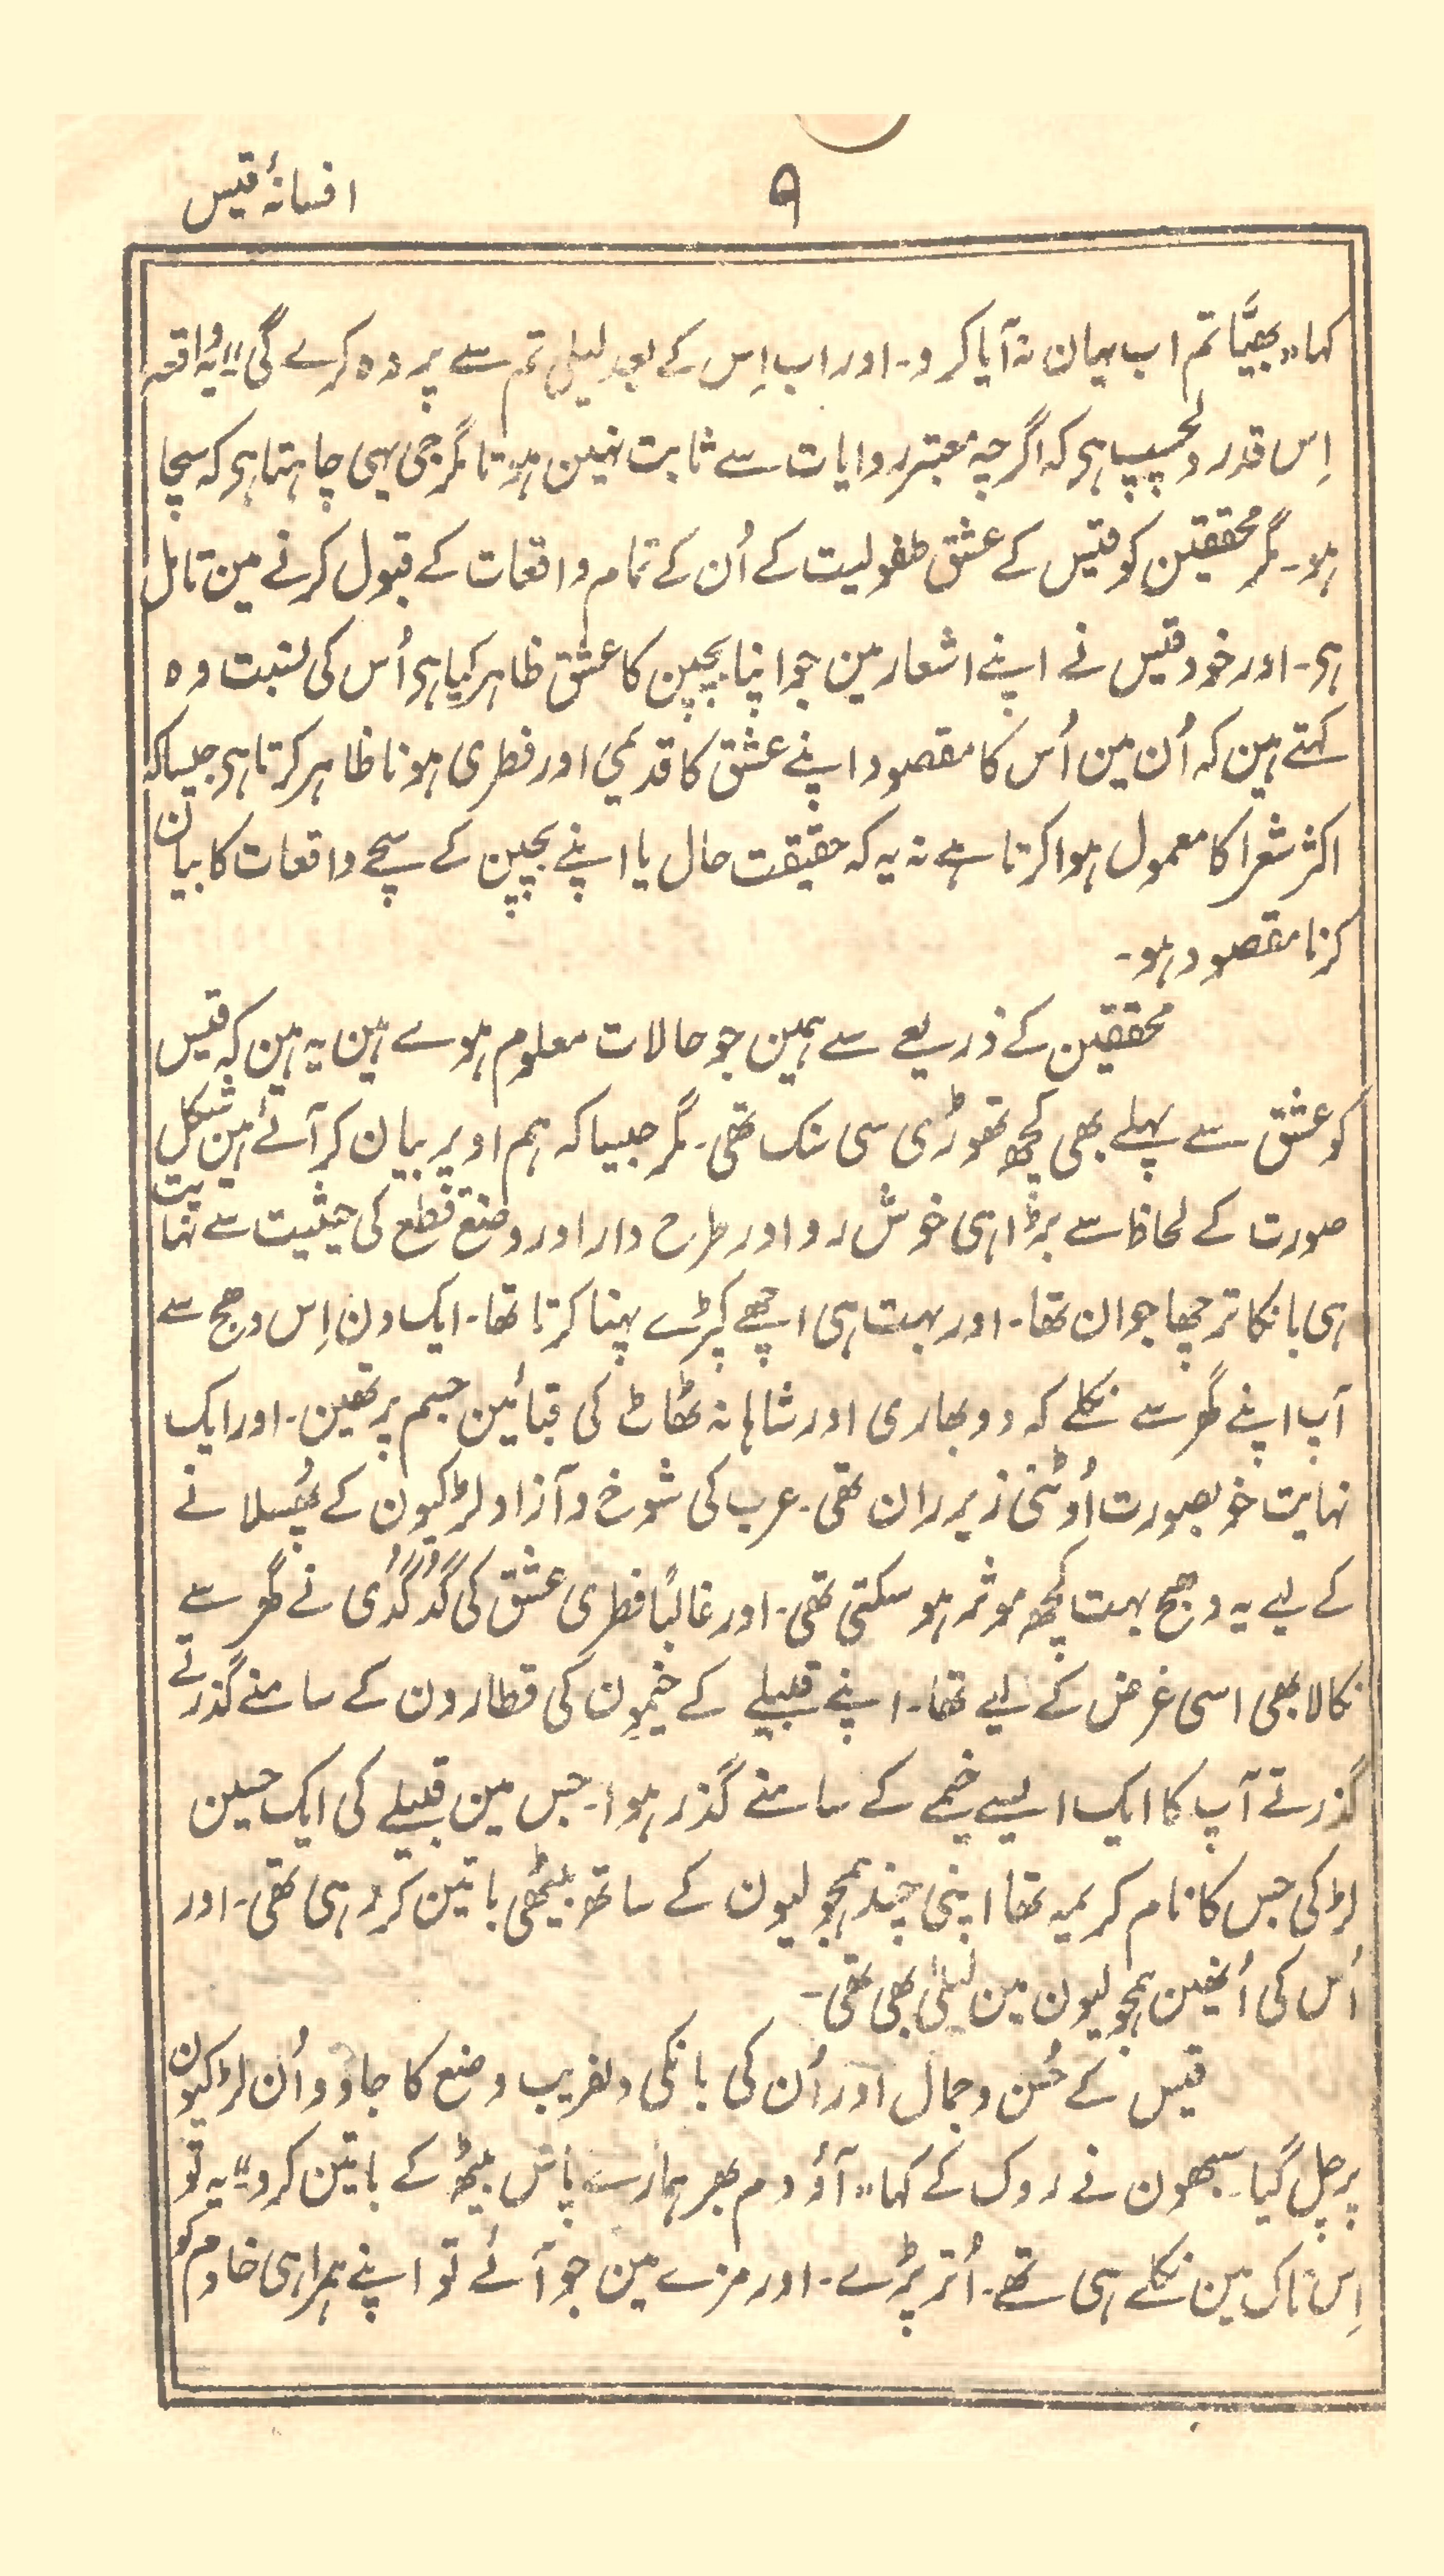 ۹
افسانۂ قیس
کہا "بھیّا تم اب یہان نہ آیا کرو۔ اور اب اِس کے بعد لیلیٰ تم سے پردہ کرے گی" یہ واقعہ
اِس قدر دلچسپ ہی کہ اگرچہ معتبر روایات سے ثابت نہین ہوتا مگر جی یہی چاہتا ہی کہ سچا
ہو۔ مگر محققین کو قیس کے عشق طفولیت کے اُن کے تمام واقعات کے قبول کرنے مین تامل
ہی۔ اور خود قیس نے اپنے اشعار مین جو اپنا بچپن کا عشق ظاہر کیا ہی اُس کی نسبت وہ
کہتے ہین کہ اُن مین اُس کا مقصود اپنے عشق کا قدیمی اور فطری ہونا ظاہر کرتا ہی جیسا کہ
اکثر شعرا کا معمول ہوا کرتا ہے نہ یہ کہ حقیقت حال یا اپنے بچپن کے سچے واقعات کا بیان
کرنا مقصود ہو۔
محققین کے ذریعے سے ہمین جو حالات معلوم ہوے ہین یہ ہین کہ قیس
کو عشق سے پہلے بھی کچھ تھوڑی سی سنک تھی۔ مگر جیسا کہ ہم اوپر بیان کر آئے ہین شکل
صورت کے لحاظ سے بڑا ہی خوش رو اور طرح دار اور وضع قطع کی حیثیت سے نہایت
ہی بانکا ترچھا جوان تھا۔ اور بہت ہی اچھے کپڑے پہنا کرتا تھا۔ ایک دن اِس دھج سے
آپ اپنے گھر سے نکلے کہ دو بھاری اور شاہانہ ٹھاٹ کی قبائین جسم پر تھین۔ اور ایک
نہایت خوبصورت اُونٹنی زیر ران تھی۔ عرب کی شوخ و آزاد لڑکیون کے پھُسلانے
کے لیے یہ دھج بہت کچھ موثر ہو سکتی تھی۔ اور غالباً فطری عشق کی گُدگُدی نے گھر سے
نکالا بھی اسی غرض کے لیے تھا۔ اپنے قبیلے کے خیمون کی قطارون کے سامنے گذرتے
گذرتے آپ کا ایک ایسے خیمے کے سامنے گذر ہوا۔ جس مین قبیلے کی ایک حسین
لڑکی جس کا نام کریمہ تھا اپنی چند ہمجولیون کے ساتھ بیٹھی باتین کر رہی تھی۔ اور
اُس کی اُنھین ہمجولیون مین لیلیٰ بھی تھی۔
قیس کے حُسن و جمال اور اُن کی بانکی دلفریب وضع کا جادو اُن لڑکیون
پر چل گیا۔ سبھون نے روک کے کہا "آؤ دم بھر ہمارے پاس بیٹھ کے باتین کرو" یہ تو
اِس تاک مین نکلے ہی تھے۔ اُتر پڑے۔ اور مزے مین جو آئے تو اپنے ہمراہی خادم کو